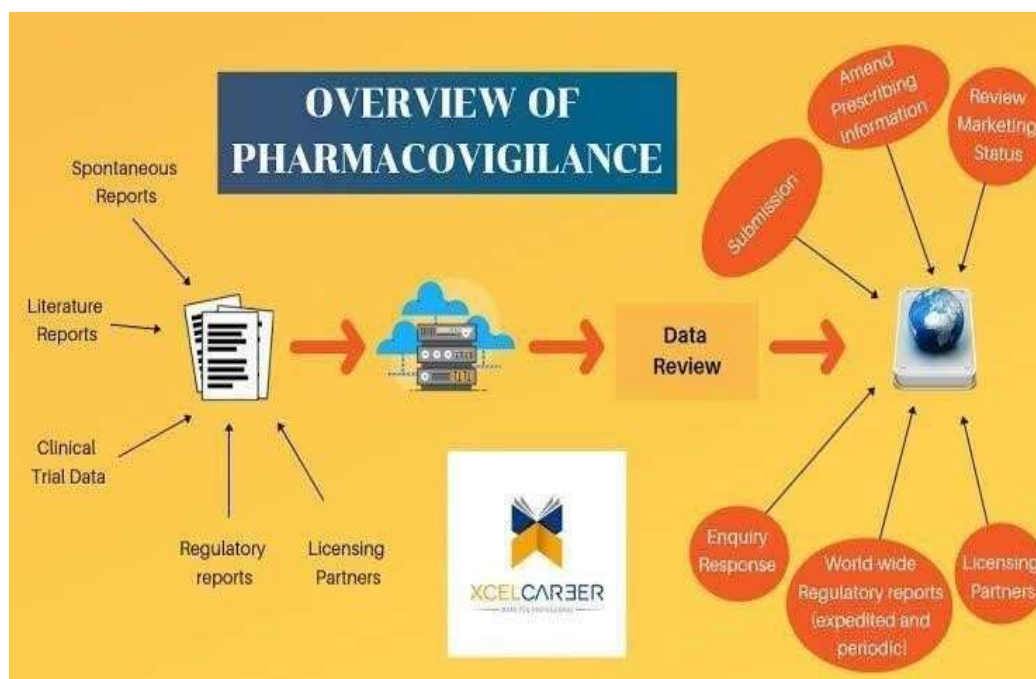 OVERVIEW OF
PHARMACOVIGILANCE
Spontaneous
Reports
Literature
Reports
Clinical
Trial Data
Regulatory
reports
Licensing
Partners
Data
Review
Submission
Amend
Prescribing
Information
Review
Marketing
Status
Enquiry
Response
World wide
Regulatory reports
(expedited and
periodic)
Licensing
Partners
XCELCAREER